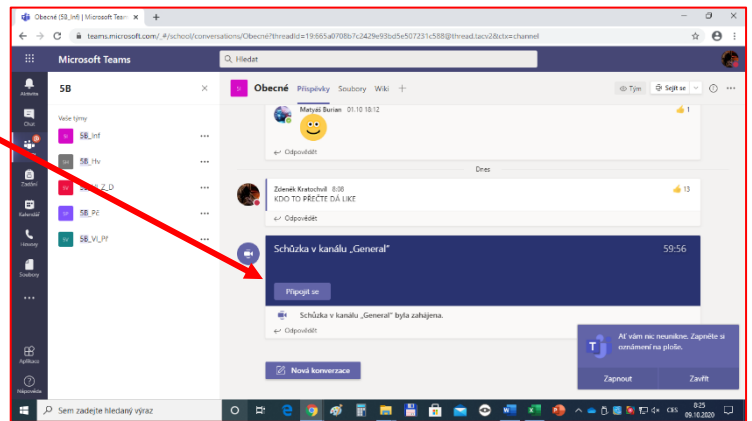 Obecné (5B_Inf) | Microsoft Team
teams.microsoft.com/_#/school/conversations/Obecné?threadId=19:665a0708b7c2429e93bd5e507231c588@thread.tacv2&ctx=channel
Microsoft Teams
Hledat
Aktivita
Chat
Zadání
Kalendář
Hovory
Soubory
Aplikace
Nápověda
5B
Vaše týmy
5B_Inf
5B_Hv
5B_Pč
5B_Vl_Př
Obecné Příspěvky Soubory Wiki
Tým
Sejít se
Matyáš Burian 01.10 18:12
1
Odpovědět
Dnes
Zdeněk Kratochvíl 8:08
13
KDO TO PŘEČTE DÁ LIKE
Odpovědět
Schůzka v kanálu „General"
59:56
Připojit se
Schůzka v kanálu „General" byla zahájena.
Odpovědět
Nová konverzace
Ať vám nic neunikne. Zapněte si
oznámení na ploše.
Zapnout Zavřít
Sem zadejte hledaný výraz
CES
8:25
09.10.2020